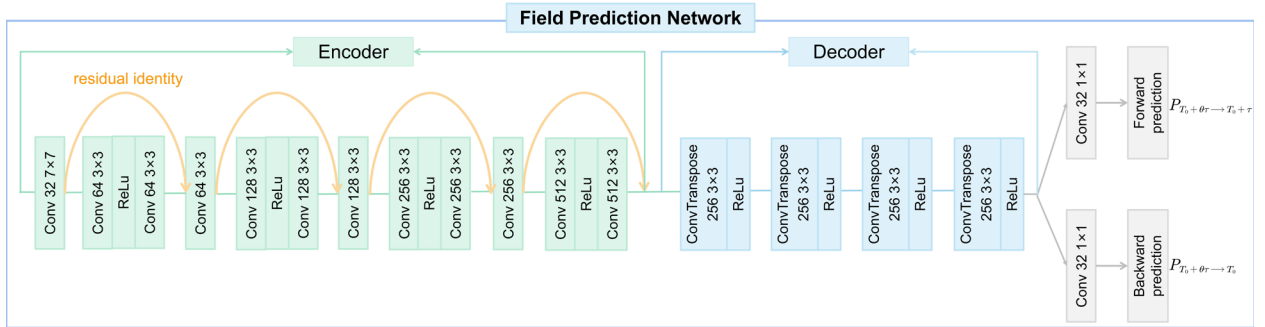 Field Prediction Network
Encoder
Decoder
residual identity
Conv 32 7×7
Conv 64 3×3
ReLu
Conv 64 3×3
Conv 64 3×3
Conv 128 3×3
ReLu
Conv 128 3×3
Conv 128 3×3
Conv 256 3×3
ReLu
Conv 256 3×3
Conv 256 3×3
Conv 512 3×3
ReLu
Conv 512 3×3
ConvTranspose
256 3×3
ReLu
ConvTranspose
256 3×3
ReLu
ConvTranspose
256 3×3
ReLu
ConvTranspose
256 3×3
ReLu
Conv 32 1×1
Forward
prediction
P_{T_0+θτ→T_0+τ}
Conv 32 1×1
Backward
prediction
P_{T_0+θτ→T_0}